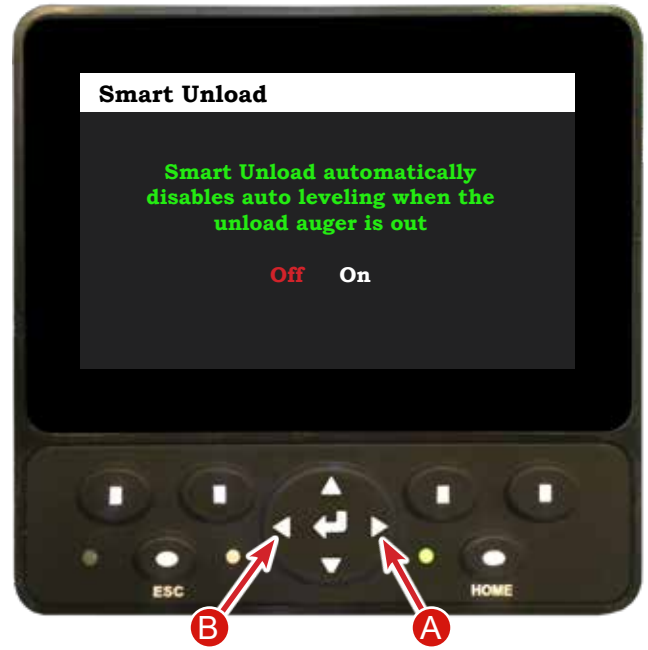 Smart Unload
Smart Unload automatically
disables auto leveling when the
unload auger is out
Off On
ESC
HOME
B
A